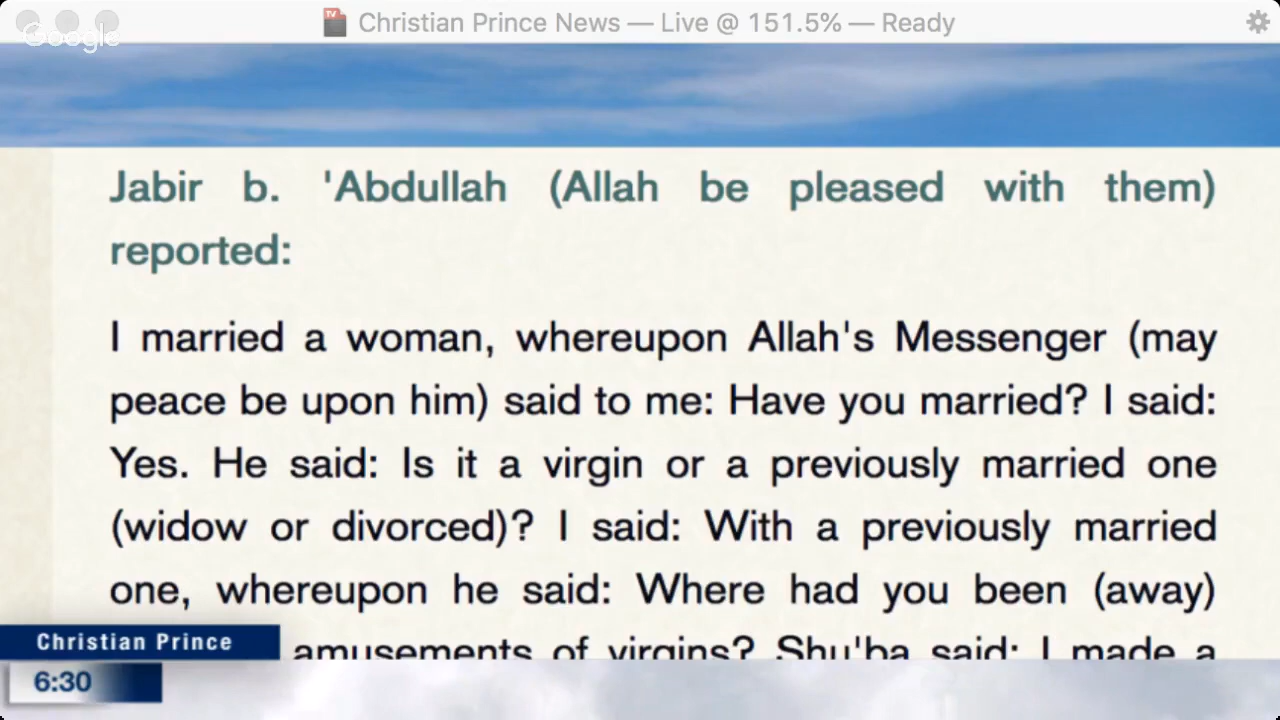 Christian Prince News — Live @ 151.5% — Ready
Google
Jabir b. 'Abdullah (Allah be pleased with them)
reported:
I married a woman, whereupon Allah's Messenger (may
peace be upon him) said to me: Have you married? I said:
Yes. He said: Is it a virgin or a previously married one
(widow or divorced)? I said: With a previously married
one, whereupon he said: Where had you been (away)
amusements of virgins? Shu'ba said: I made a
Christian Prince
6:30